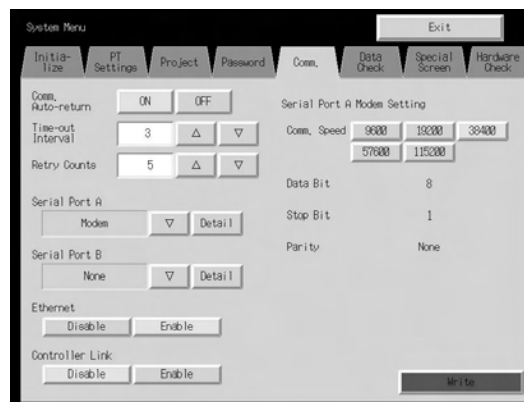 System Menu
Exit
Initia-
lize
PT
Settings
Project
Password
Comm.
Data
Check
Special
Screen
Hardware
Check
Comm.
Auto-return
ON
OFF
Time-out
Interval
3
△
▽
Retry Counts
5
△
▽
Serial Port A
Modem
▽
Detail
Serial Port B
None
▽
Detail
Ethernet
Disable
Enable
Controller Link
Disable
Enable
Serial Port A Modem Setting
Comm. Speed
9600
19200
38400
57600
115200
Data Bit
8
Stop Bit
1
Parity
None
Write